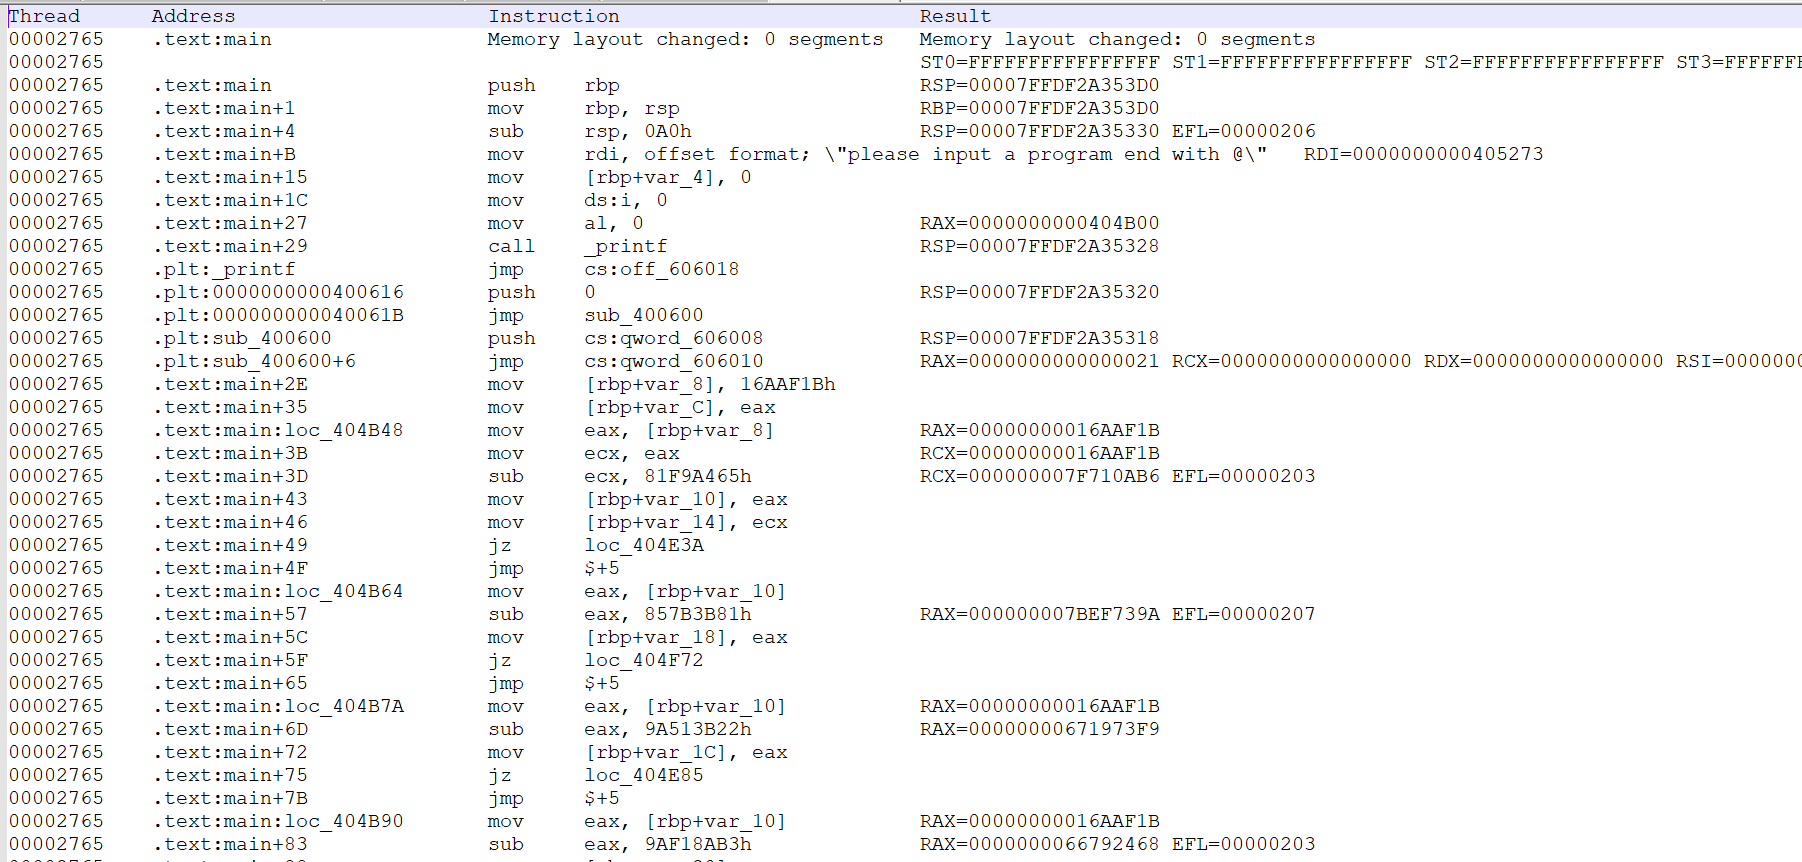 Thread Address Instruction Result
00002765 .text:main Memory layout changed: 0 segments Memory layout changed: 0 segments
00002765 ST0=FFFFFFFFFFFFFFFF ST1=FFFFFFFFFFFFFFFF ST2=FFFFFFFFFFFFFFFF ST3=FFFFFFF
00002765 .text:main push rbp RSP=00007FFDF2A353D0
00002765 .text:main+1 mov rbp, rsp RBP=00007FFDF2A353D0
00002765 .text:main+4 sub rsp, 0A0h RSP=00007FFDF2A35330 EFL=00000206
00002765 .text:main+B mov rdi, offset format; \"please input a program end with @\" RDI=0000000000405273
00002765 .text:main+15 mov [rbp+var_4], 0
00002765 .text:main+1C mov ds:i, 0
00002765 .text:main+27 mov al, 0 RAX=0000000000404B00
00002765 .text:main+29 call _printf RSP=00007FFDF2A35328
00002765 .plt:_printf jmp cs:off_606018
00002765 .plt:0000000000400616 push 0 RSP=00007FFDF2A35320
00002765 .plt:000000000040061B jmp sub_400600
00002765 .plt:sub_400600 push cs:qword_606008 RSP=00007FFDF2A35318
00002765 .plt:sub_400600+6 jmp cs:qword_606010 RAX=0000000000000021 RCX=0000000000000000 RDX=0000000000000000 RSI=0000000
00002765 .text:main+2E mov [rbp+var_8], 16AAF1Bh
00002765 .text:main+35 mov [rbp+var_C], eax
00002765 .text:main:loc_404B48 mov eax, [rbp+var_8] RAX=00000000016AAF1B
00002765 .text:main+3B mov ecx, eax RCX=00000000016AAF1B
00002765 .text:main+3D sub ecx, 81F9A465h RCX=000000007F710AB6 EFL=00000203
00002765 .text:main+43 mov [rbp+var_10], eax
00002765 .text:main+46 mov [rbp+var_14], ecx
00002765 .text:main+49 jz loc_404E3A
00002765 .text:main+4F jmp $+5
00002765 .text:main:loc_404B64 mov eax, [rbp+var_10]
00002765 .text:main+57 sub eax, 857B3B81h RAX=000000007BEF739A EFL=00000207
00002765 .text:main+5C mov [rbp+var_18], eax
00002765 .text:main+5F jz loc_404F72
00002765 .text:main+65 jmp $+5
00002765 .text:main:loc_404B7A mov eax, [rbp+var_10] RAX=00000000016AAF1B
00002765 .text:main+6D sub eax, 9A513B22h RAX=00000000671973F9
00002765 .text:main+72 mov [rbp+var_1C], eax
00002765 .text:main+75 jz loc_404E85
00002765 .text:main+7B jmp $+5
00002765 .text:main:loc_404B90 mov eax, [rbp+var_10] RAX=00000000016AAF1B
00002765 .text:main+83 sub eax, 9AF18AB3h RAX=0000000066792468 EFL=00000203